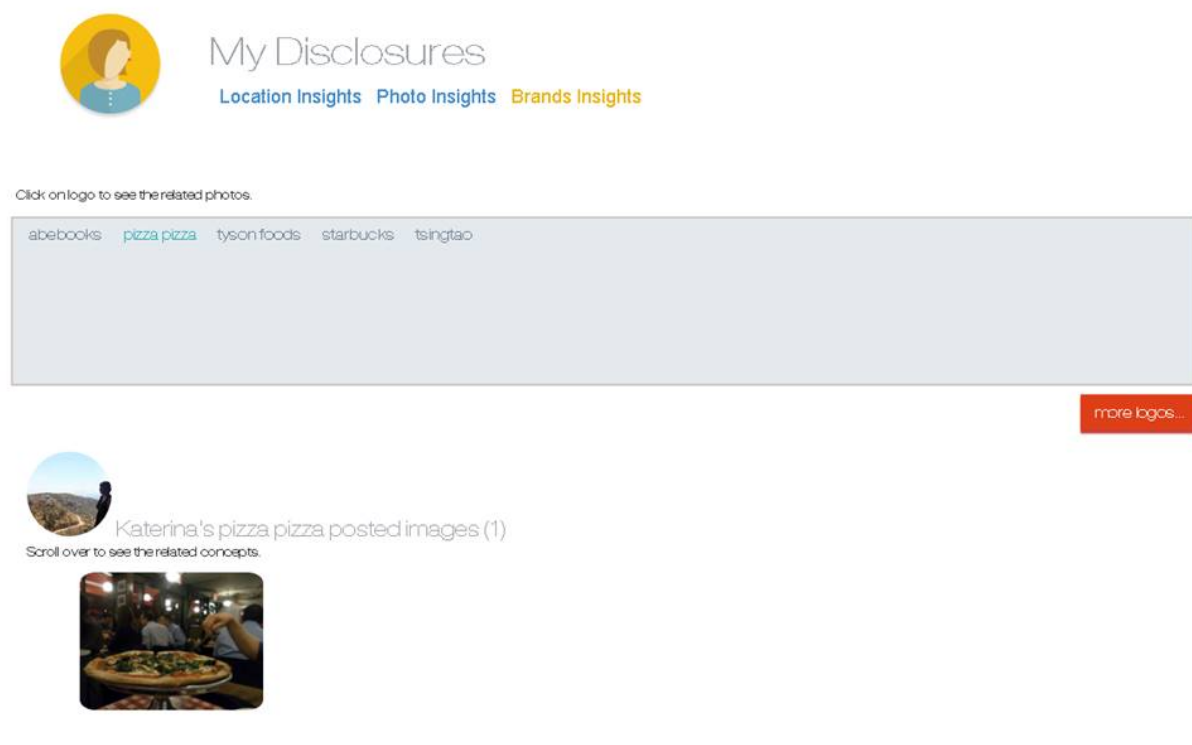 My Disclosures
Location Insights Photo Insights Brands Insights
Click on logo to see the related photos.
abebooks pizza pizza tyson foods starbucks tsingtao
more logos...
Katerina's pizza pizza posted images (1)
Scroll over to see the related concepts.